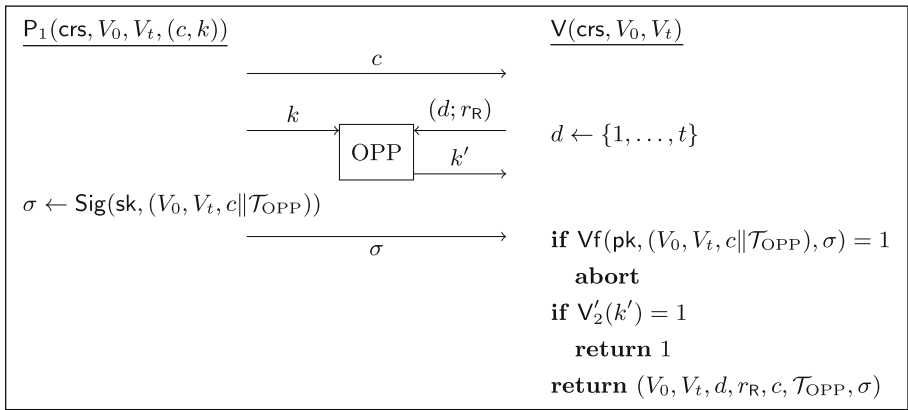 P₁(crs, V₀, Vₜ, (c, k)) V(crs, V₀, Vₜ)
c
k (d; r_R)
OPP d ← {1, …, t}
k′
σ ← Sig(sk, (V₀, Vₜ, c∥𝒯_OPP))
σ
if Vf(pk, (V₀, Vₜ, c∥𝒯_OPP), σ) = 1
abort
if V′₂(k′) = 1
return 1
return (V₀, Vₜ, d, r_R, c, 𝒯_OPP, σ)